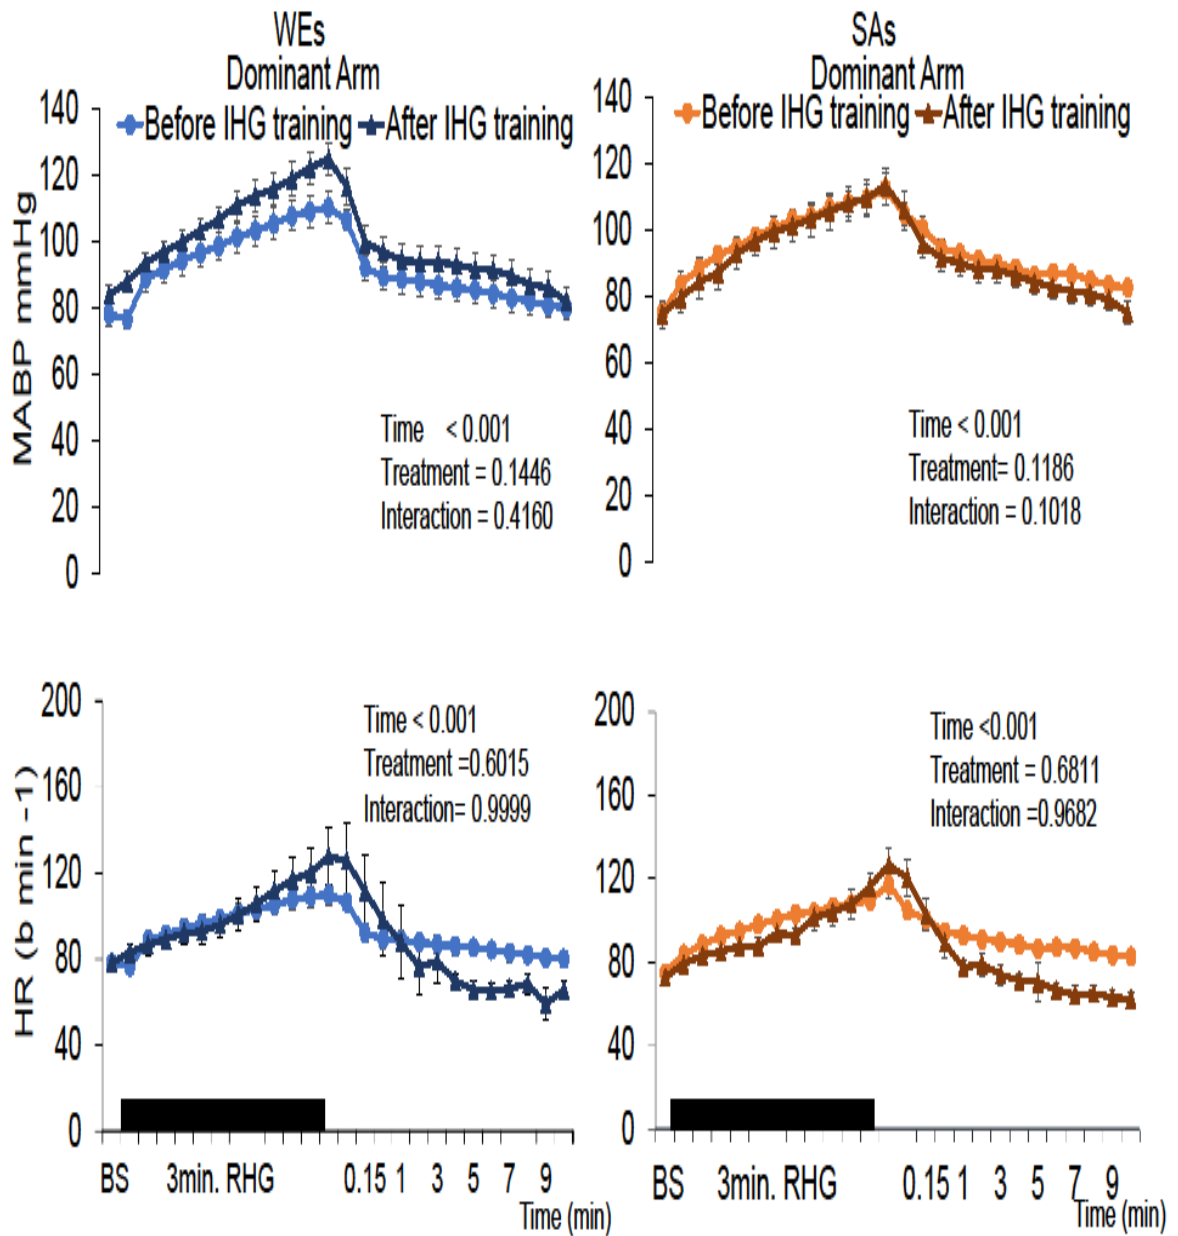 WEs
Dominant Arm
Before IHG training
After IHG training
MABP mmHg
140
120
100
80
60
40
20
0
Time < 0.001
Treatment = 0.1446
Interaction = 0.4160
SAs
Dominant Arm
Before IHG training
After IHG training
140
120
100
80
60
40
20
0
Time < 0.001
Treatment= 0.1186
Interaction = 0.1018
HR (b min -1)
200
160
120
80
40
0
Time < 0.001
Treatment =0.6015
Interaction= 0.9999
BS 3min. RHG 0.15 1 3 5 7 9
Time (min)
200
160
120
80
40
0
Time <0.001
Treatment = 0.6811
Interaction =0.9682
BS 3min. RHG 0.15 1 3 5 7 9
Time (min)